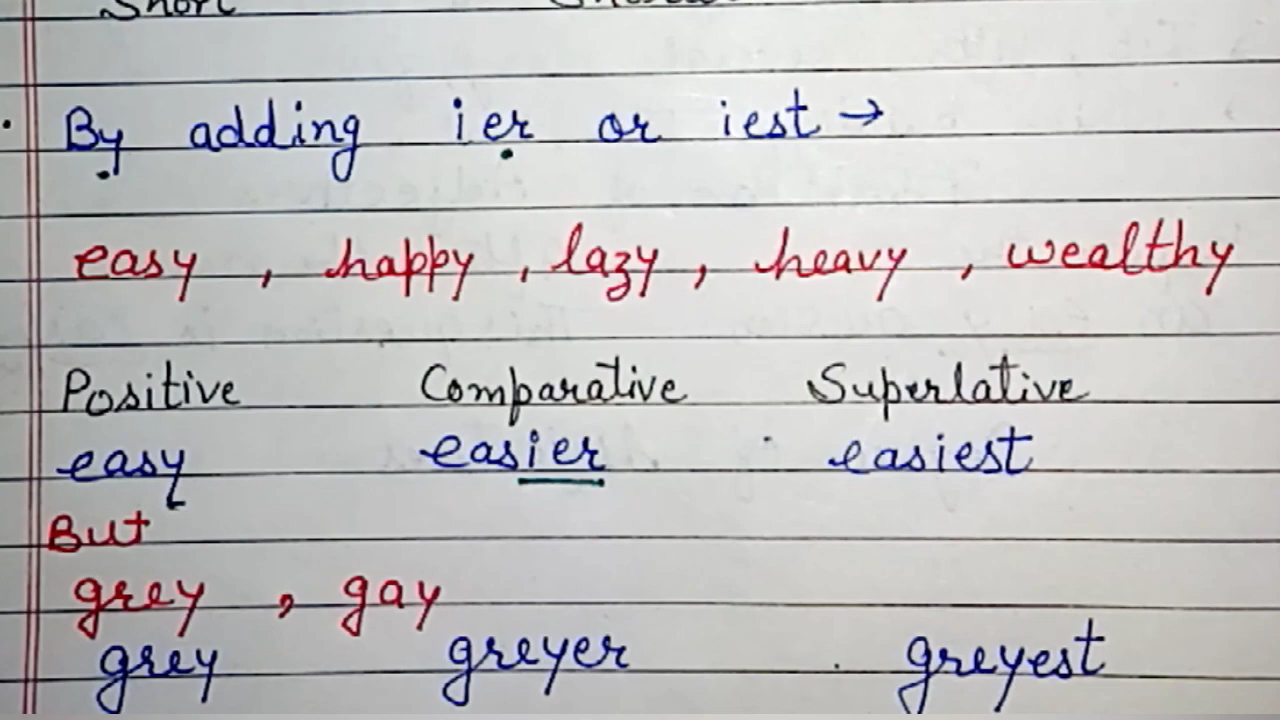 Short
· By adding ier or iest →
easy, happy, lazy, heavy, wealthy
Positive Comparative Superlative
easy easier easiest
But
grey, gay
grey greyer greyest